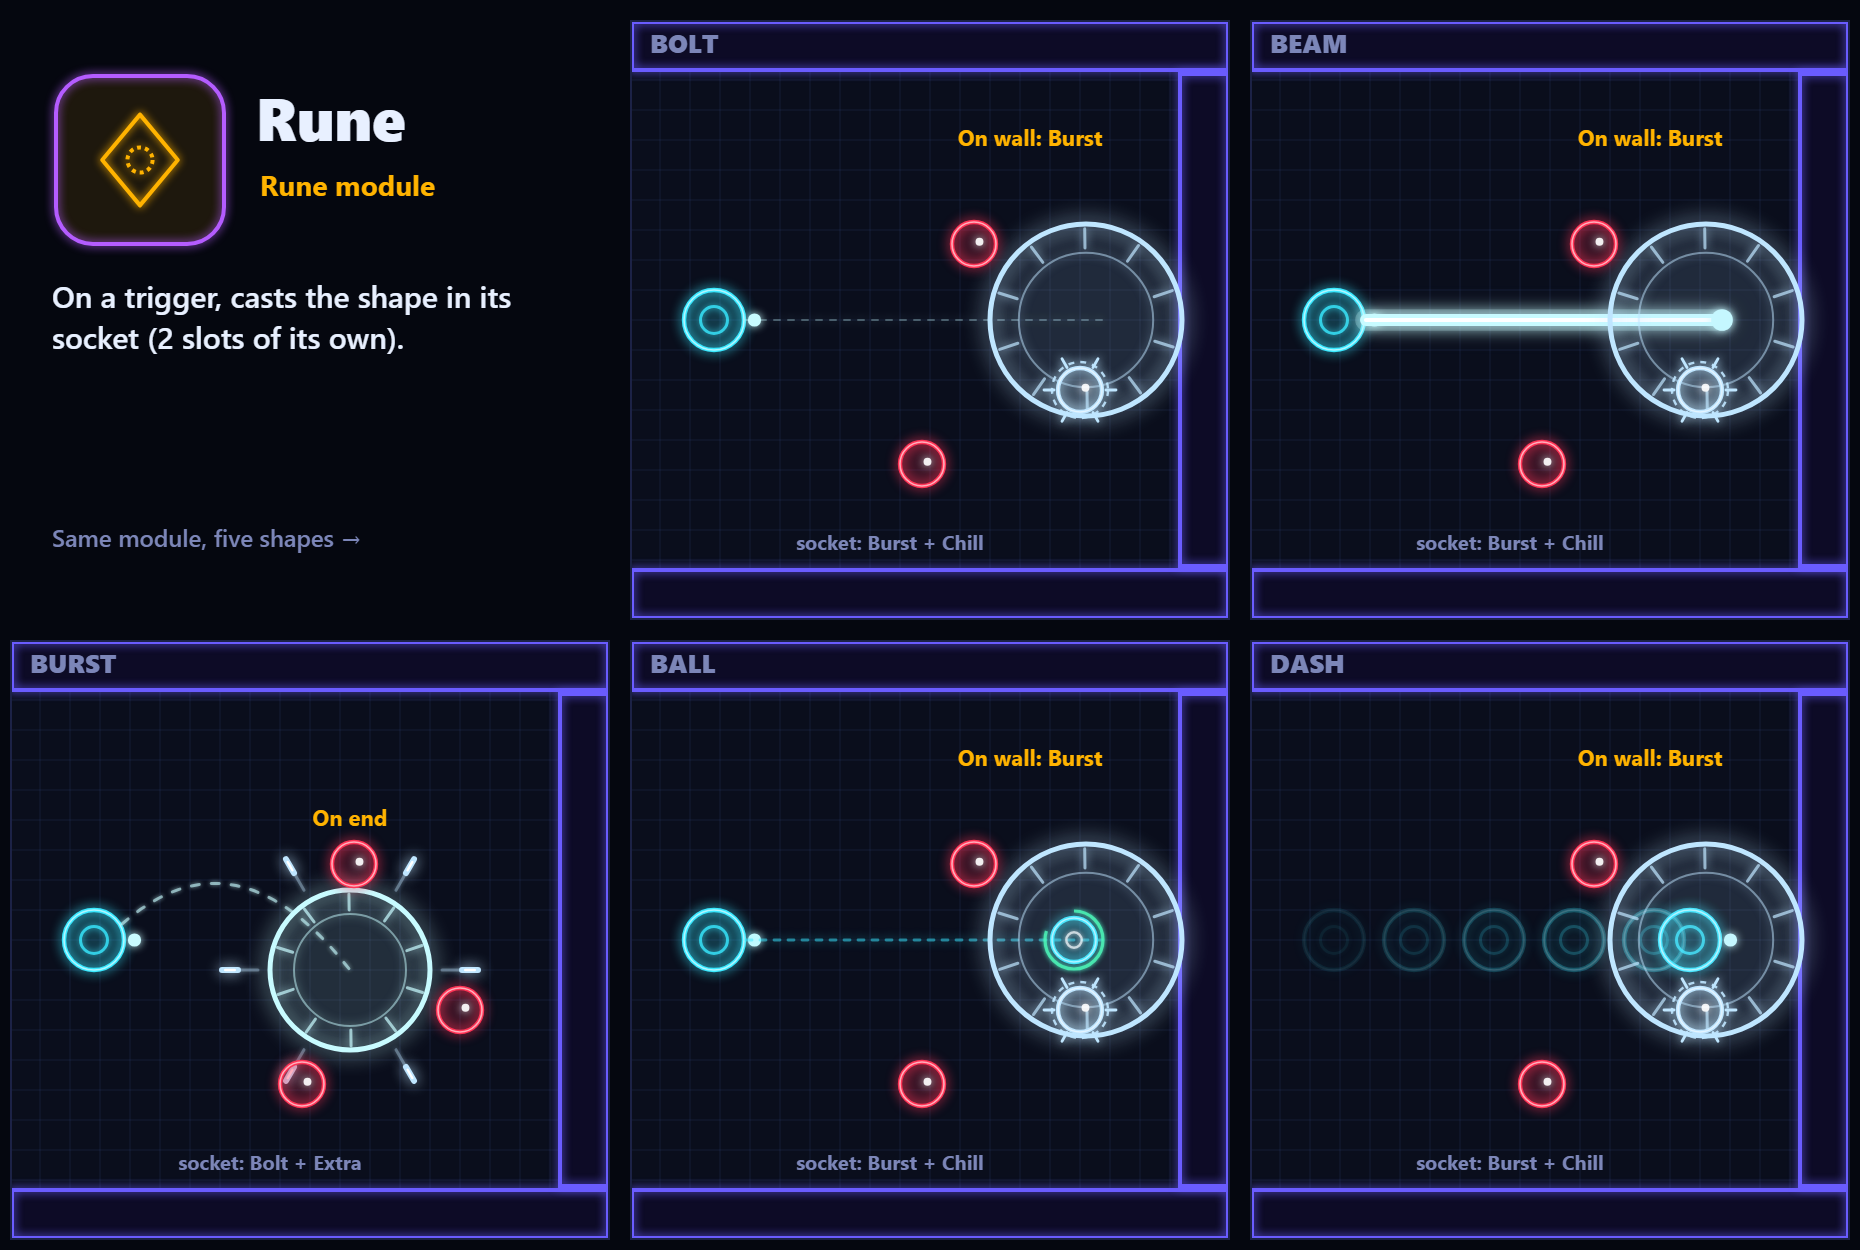 Rune
Rune module
On a trigger, casts the shape in its
socket (2 slots of its own).
Same module, five shapes →
BOLT
On wall: Burst
socket: Burst + Chill
BEAM
On wall: Burst
socket: Burst + Chill
BURST
On end
socket: Bolt + Extra
BALL
On wall: Burst
socket: Burst + Chill
DASH
On wall: Burst
socket: Burst + Chill